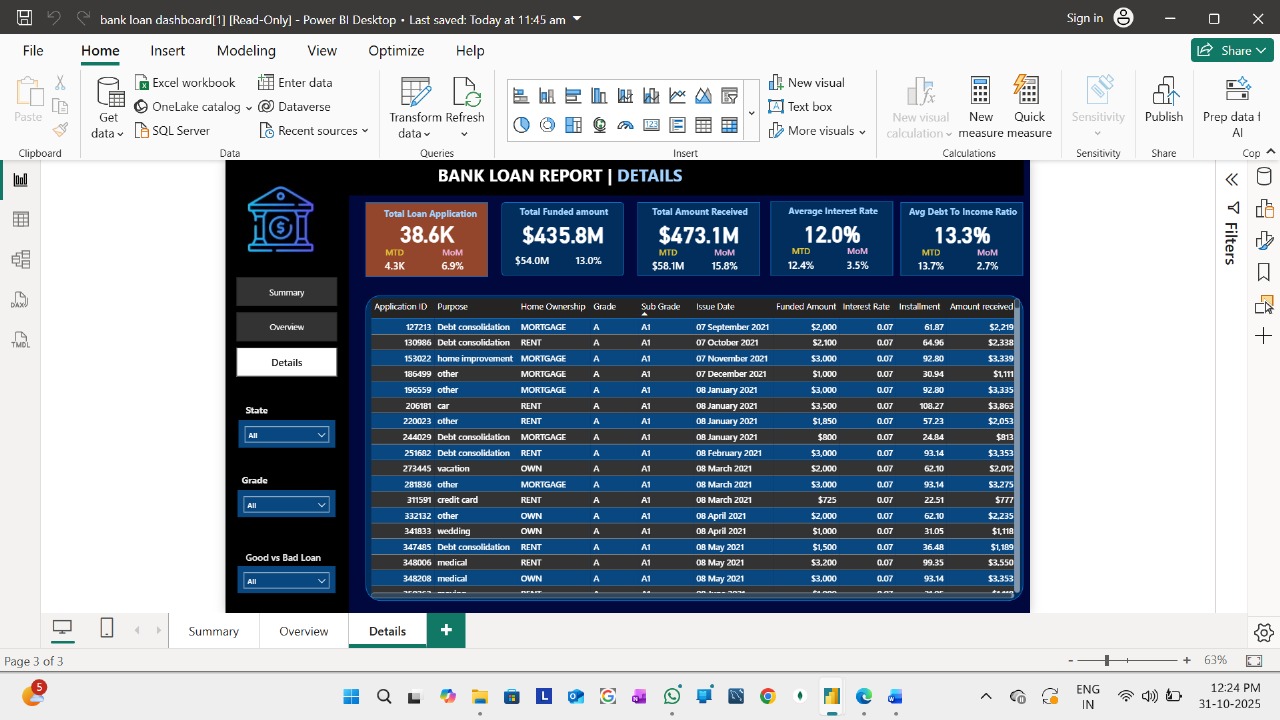 bank loan dashboard[1] [Read-Only] - Power BI Desktop • Last saved: Today at 11:45 am
Sign in
File Home Insert Modeling View Optimize Help
Share
Paste
Get data
Excel workbook
OneLake catalog
SQL Server
Enter data
Dataverse
Recent sources
Transform data
Refresh
New visual
Text box
More visuals
New visual calculation
New measure
Quick measure
Sensitivity
Publish
Prep data f
AI
Clipboard Data Queries Insert Calculations Sensitivity Share Cop
BANK LOAN REPORT | DETAILS
Total Loan Application
38.6K
MTD MoM
4.3K 6.9%
Total Funded amount
$435.8M
$54.0M 13.0%
Total Amount Received
$473.1M
MTD MoM
$58.1M 15.8%
Average Interest Rate
12.0%
MTD MoM
12.4% 3.5%
Avg Debt To Income Ratio
13.3%
MTD MoM
13.7% 2.7%
Summary
Overview
Details
State
All
Grade
All
Good vs Bad Loan
All
Application ID Purpose Home Ownership Grade Sub Grade Issue Date Funded Amount Interest Rate Installment Amount received
127213 Debt consolidation MORTGAGE A A1 07 September 2021 $2,000 0.07 61.87 $2,219
130986 Debt consolidation RENT A A1 07 October 2021 $2,100 0.07 64.96 $2,338
153022 home improvement MORTGAGE A A1 07 November 2021 $3,000 0.07 92.80 $3,339
186499 other MORTGAGE A A1 07 December 2021 $1,000 0.07 30.94 $1,111
196559 other MORTGAGE A A1 08 January 2021 $3,000 0.07 92.80 $3,335
206181 car RENT A A1 08 January 2021 $3,500 0.07 108.27 $3,863
220023 other RENT A A1 08 January 2021 $1,850 0.07 57.23 $2,053
244029 Debt consolidation MORTGAGE A A1 08 January 2021 $800 0.07 24.84 $813
251682 Debt consolidation RENT A A1 08 February 2021 $3,000 0.07 93.14 $3,353
273445 vacation OWN A A1 08 March 2021 $2,000 0.07 62.10 $2,012
281836 other MORTGAGE A A1 08 March 2021 $3,000 0.07 93.14 $3,275
311591 credit card RENT A A1 08 March 2021 $725 0.07 22.51 $777
332132 other OWN A A1 08 April 2021 $2,000 0.07 62.10 $2,235
341833 wedding OWN A A1 08 April 2021 $1,000 0.07 31.05 $1,118
347485 Debt consolidation RENT A A1 08 May 2021 $1,500 0.07 36.48 $1,189
348006 medical RENT A A1 08 May 2021 $3,200 0.07 99.35 $3,550
348208 medical OWN A A1 08 May 2021 $3,000 0.07 93.14 $3,353
Filters
DAX
TMDL
Summary Overview Details +
Page 3 of 3
- + 63%
5
ENG
IN
12:24 PM
31-10-2025